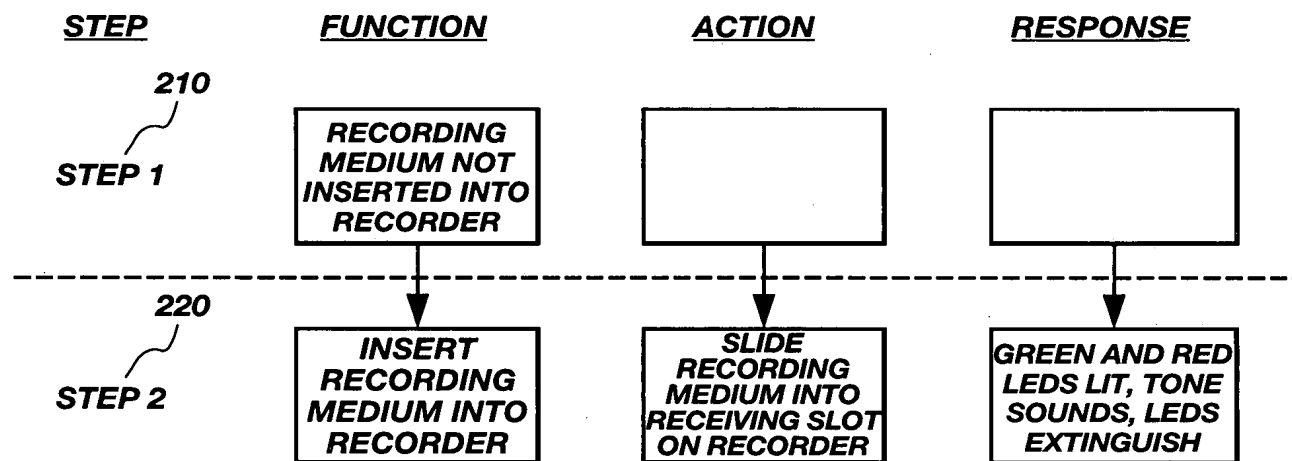 STEP FUNCTION ACTION RESPONSE
210
STEP 1
RECORDING
MEDIUM NOT
INSERTED INTO
RECORDER
220
STEP 2
INSERT
RECORDING
MEDIUM INTO
RECORDER
SLIDE
RECORDING
MEDIUM INTO
RECEIVING SLOT
ON RECORDER
GREEN AND RED
LEDS LIT, TONE
SOUNDS, LEDS
EXTINGUISH